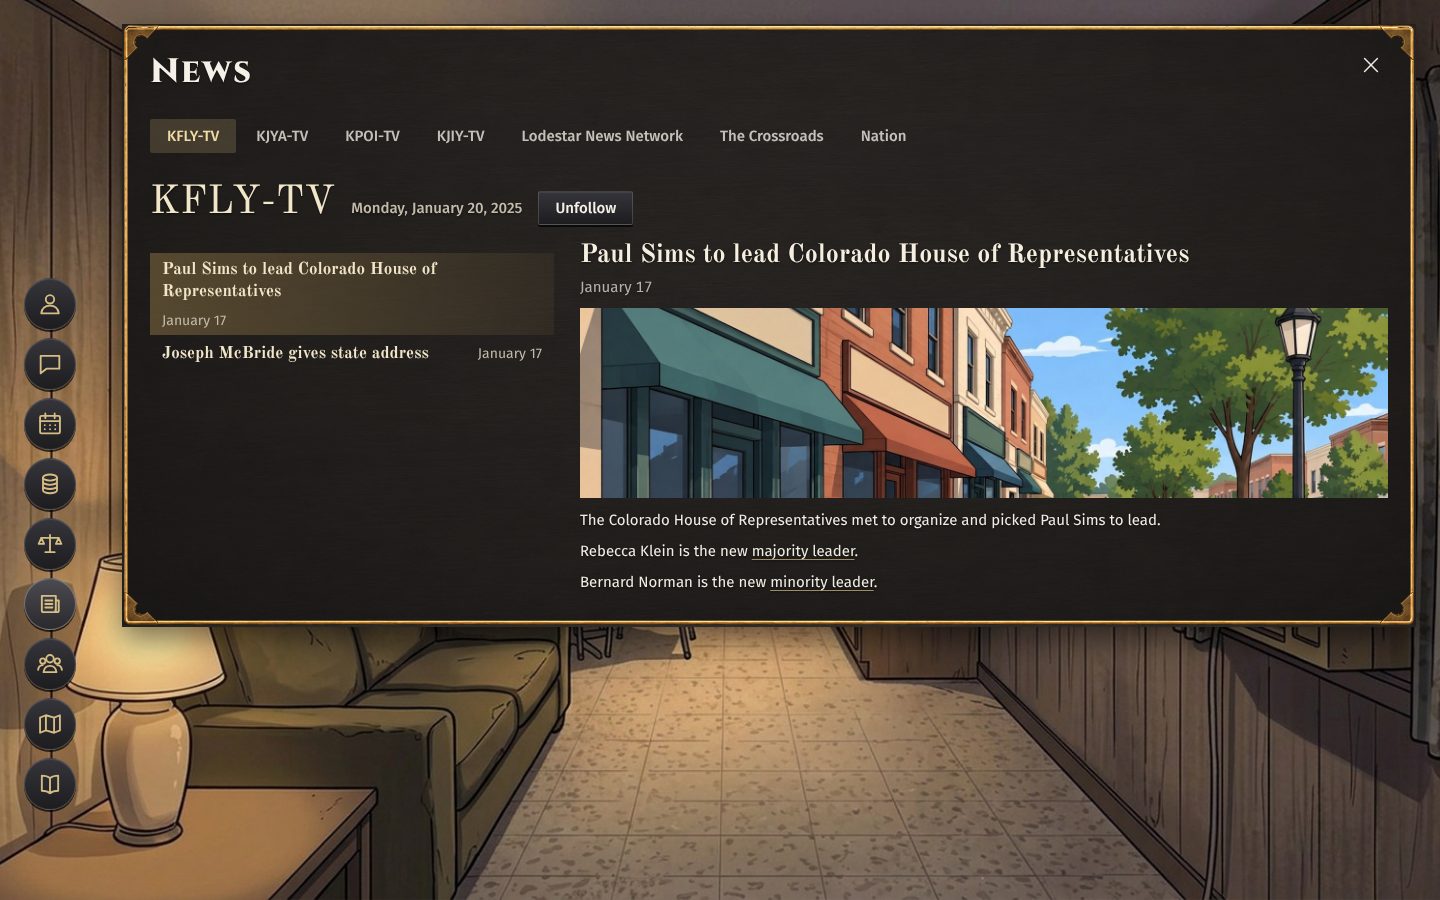 News
KFLY-TV
KJYA-TV
KPOI-TV
KJIY-TV
Lodestar News Network
The Crossroads
Nation
KFLY-TV
Monday, January 20, 2025
Unfollow
Paul Sims to lead Colorado House of
Representatives
January 17
Joseph McBride gives state address
January 17
Paul Sims to lead Colorado House of Representatives
January 17
The Colorado House of Representatives met to organize and picked Paul Sims to lead.
Rebecca Klein is the new majority leader.
Bernard Norman is the new minority leader.